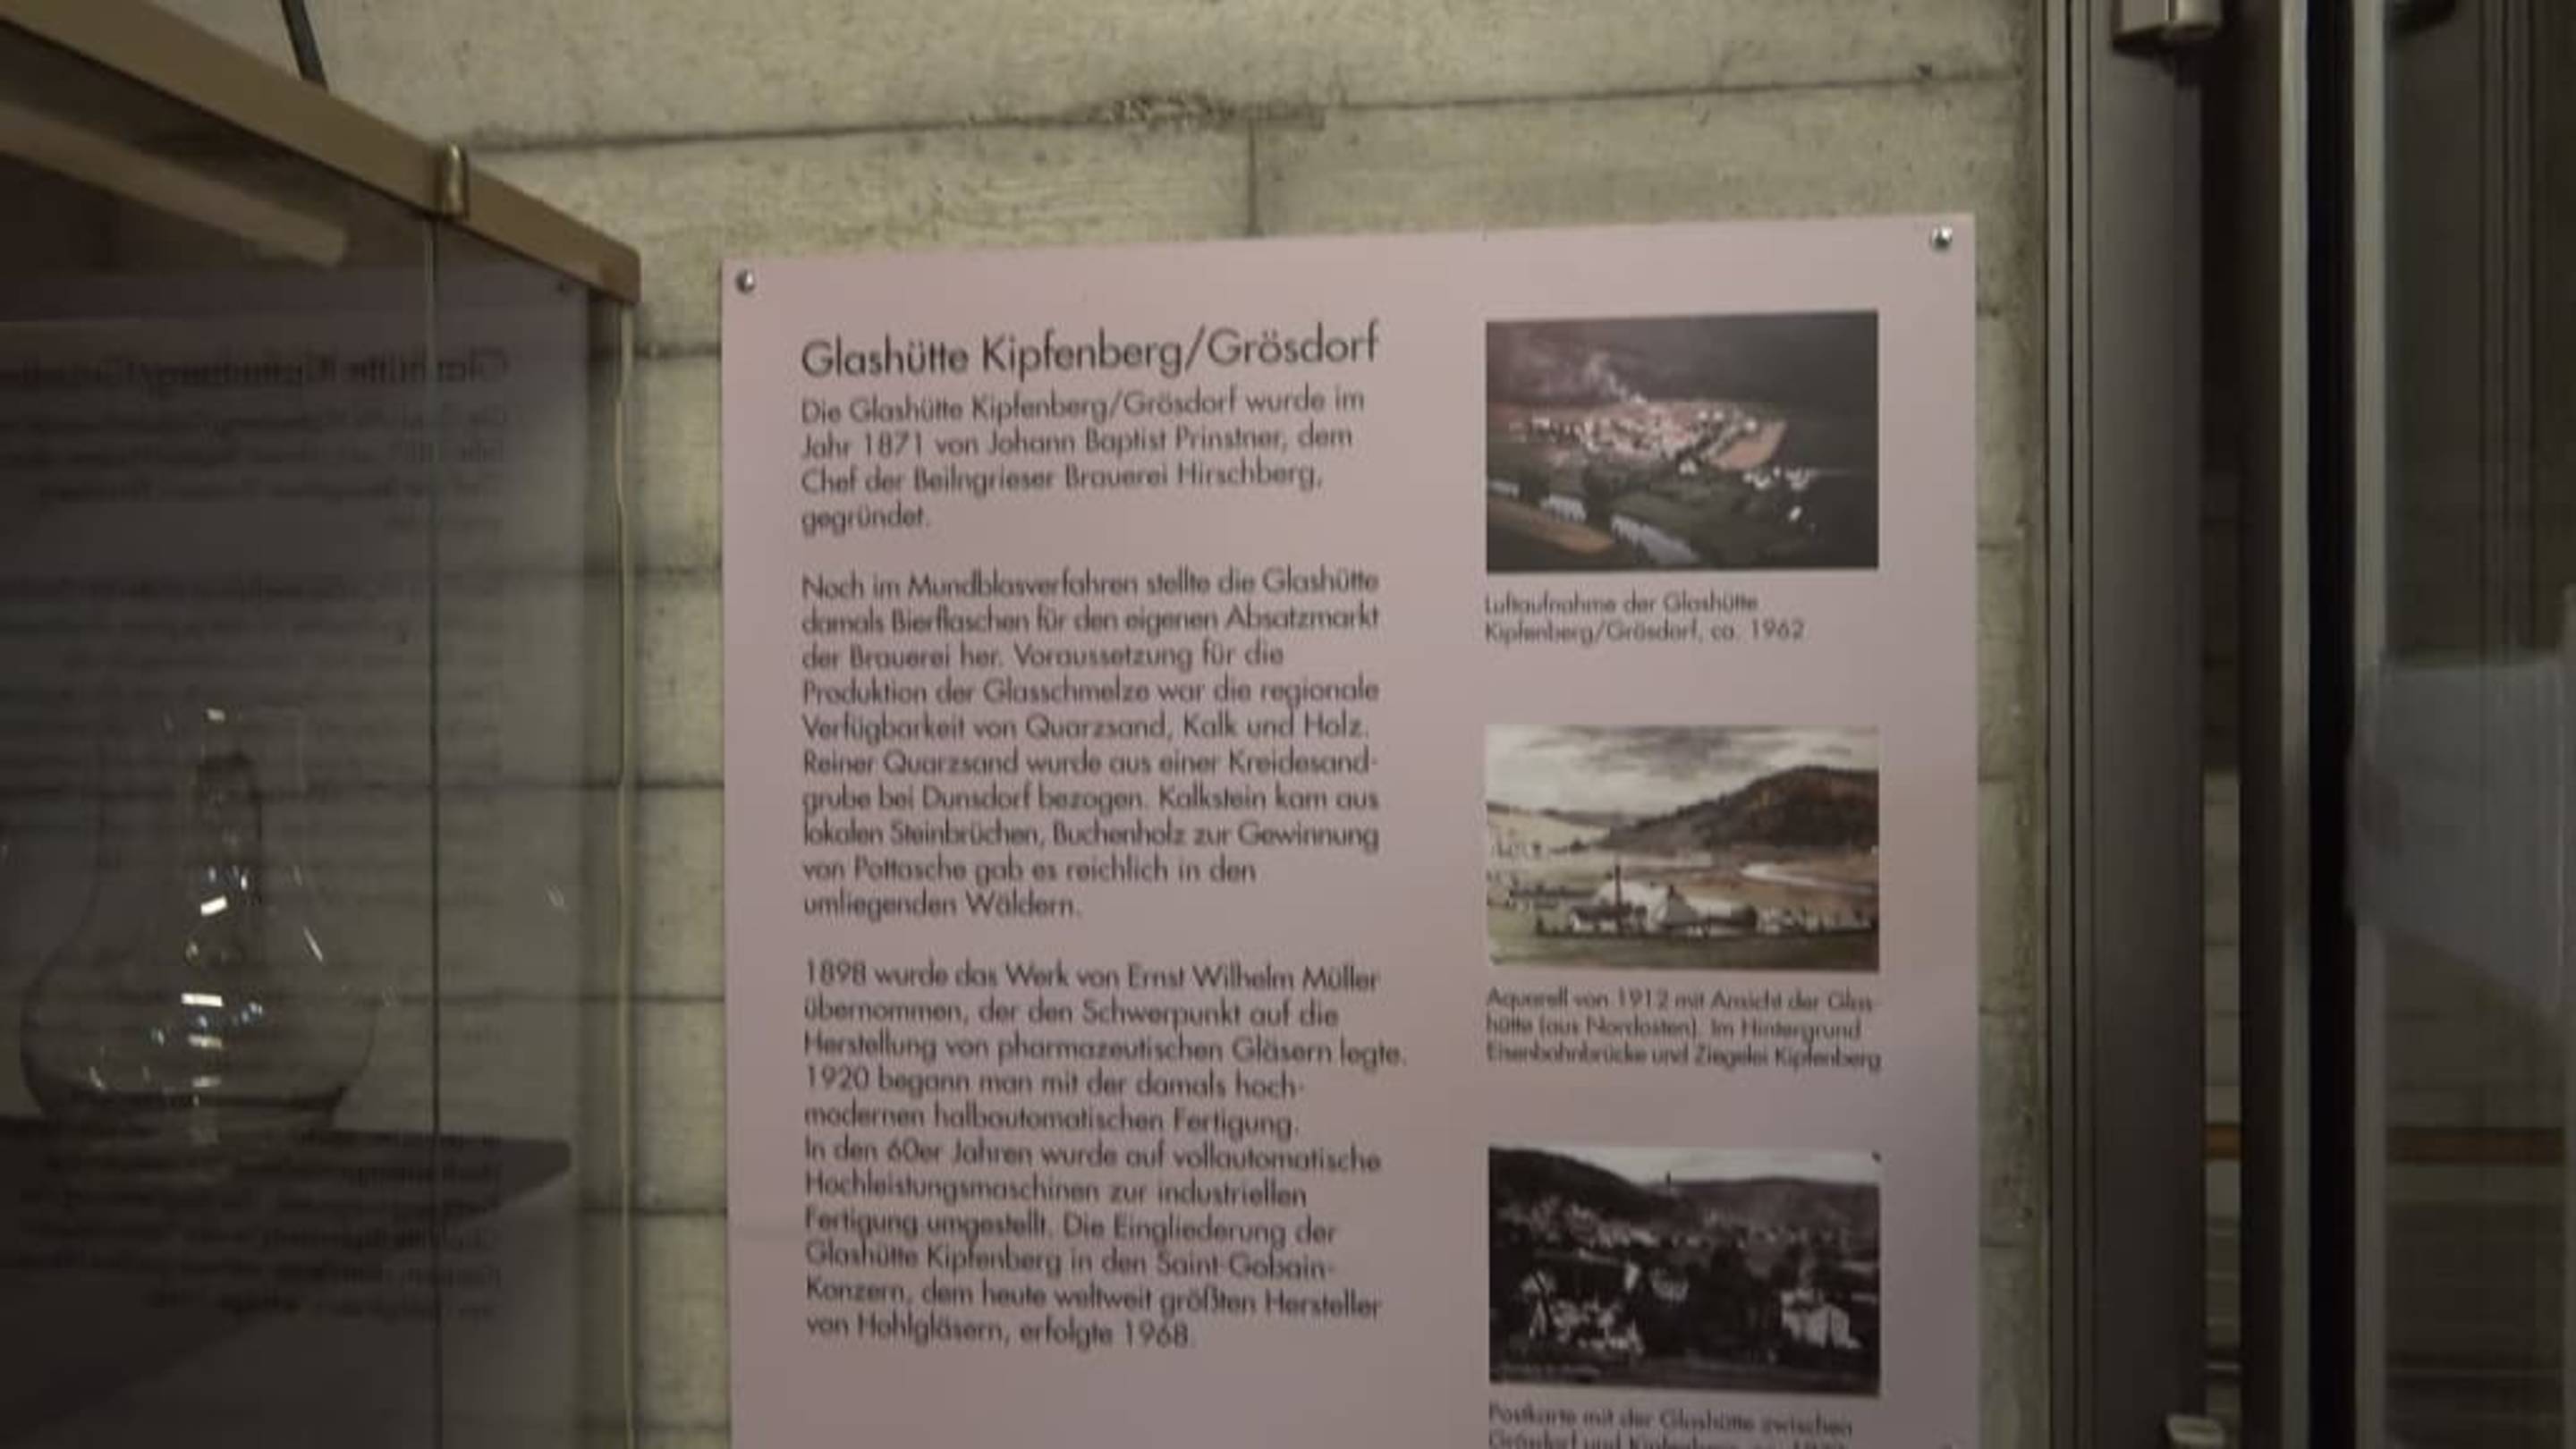 Glashütte Kipfenberg/Grösdorf
Die Glashütte Kipfenberg/Grösdorf wurde im
Jahr 1871 von Johann Baptist Prinstner, dem
Chef der Beilngrieser Brauerei Hirschberg,
gegründet.
Noch im Mundblasverfahren stellte die Glashütte
damals Bierflaschen für den eigenen Absatzmarkt
der Brauerei her. Voraussetzung für die
Produktion der Glasschmelze war die regionale
Verfügbarkeit von Quarzsand, Kalk und Holz.
Reiner Quarzsand wurde aus einer Kreidesand-
grube bei Dunsdorf bezogen. Kalkstein kam aus
lokalen Steinbrüchen, Buchenholz zur Gewinnung
von Pottasche gab es reichlich in den
umliegenden Wäldern.
1898 wurde das Werk von Ernst Wilhelm Müller
übernommen, der den Schwerpunkt auf die
Herstellung von pharmazeutischen Gläsern legte.
1920 begann man mit der damals hoch-
modernen halbautomatischen Fertigung.
In den 60er Jahren wurde auf vollautomatische
Hochleistungsmaschinen zur industriellen
Fertigung umgestellt. Die Eingliederung der
Glashütte Kipfenberg in den Saint-Gobain-
Konzern, dem heute weltweit größten Hersteller
von Hohlgläsern, erfolgte 1968.
Luftaufnahme der Glashütte
Kipfenberg/Grösdorf, ca. 1962
Aquarell von 1912 mit Ansicht der Glas-
hütte (aus Nordosten). Im Hintergrund
Eisenbahnbrücke und Ziegelei Kipfenberg
Postkarte mit der Glashütte zwischen
Grösdorf und Kipfenberg,